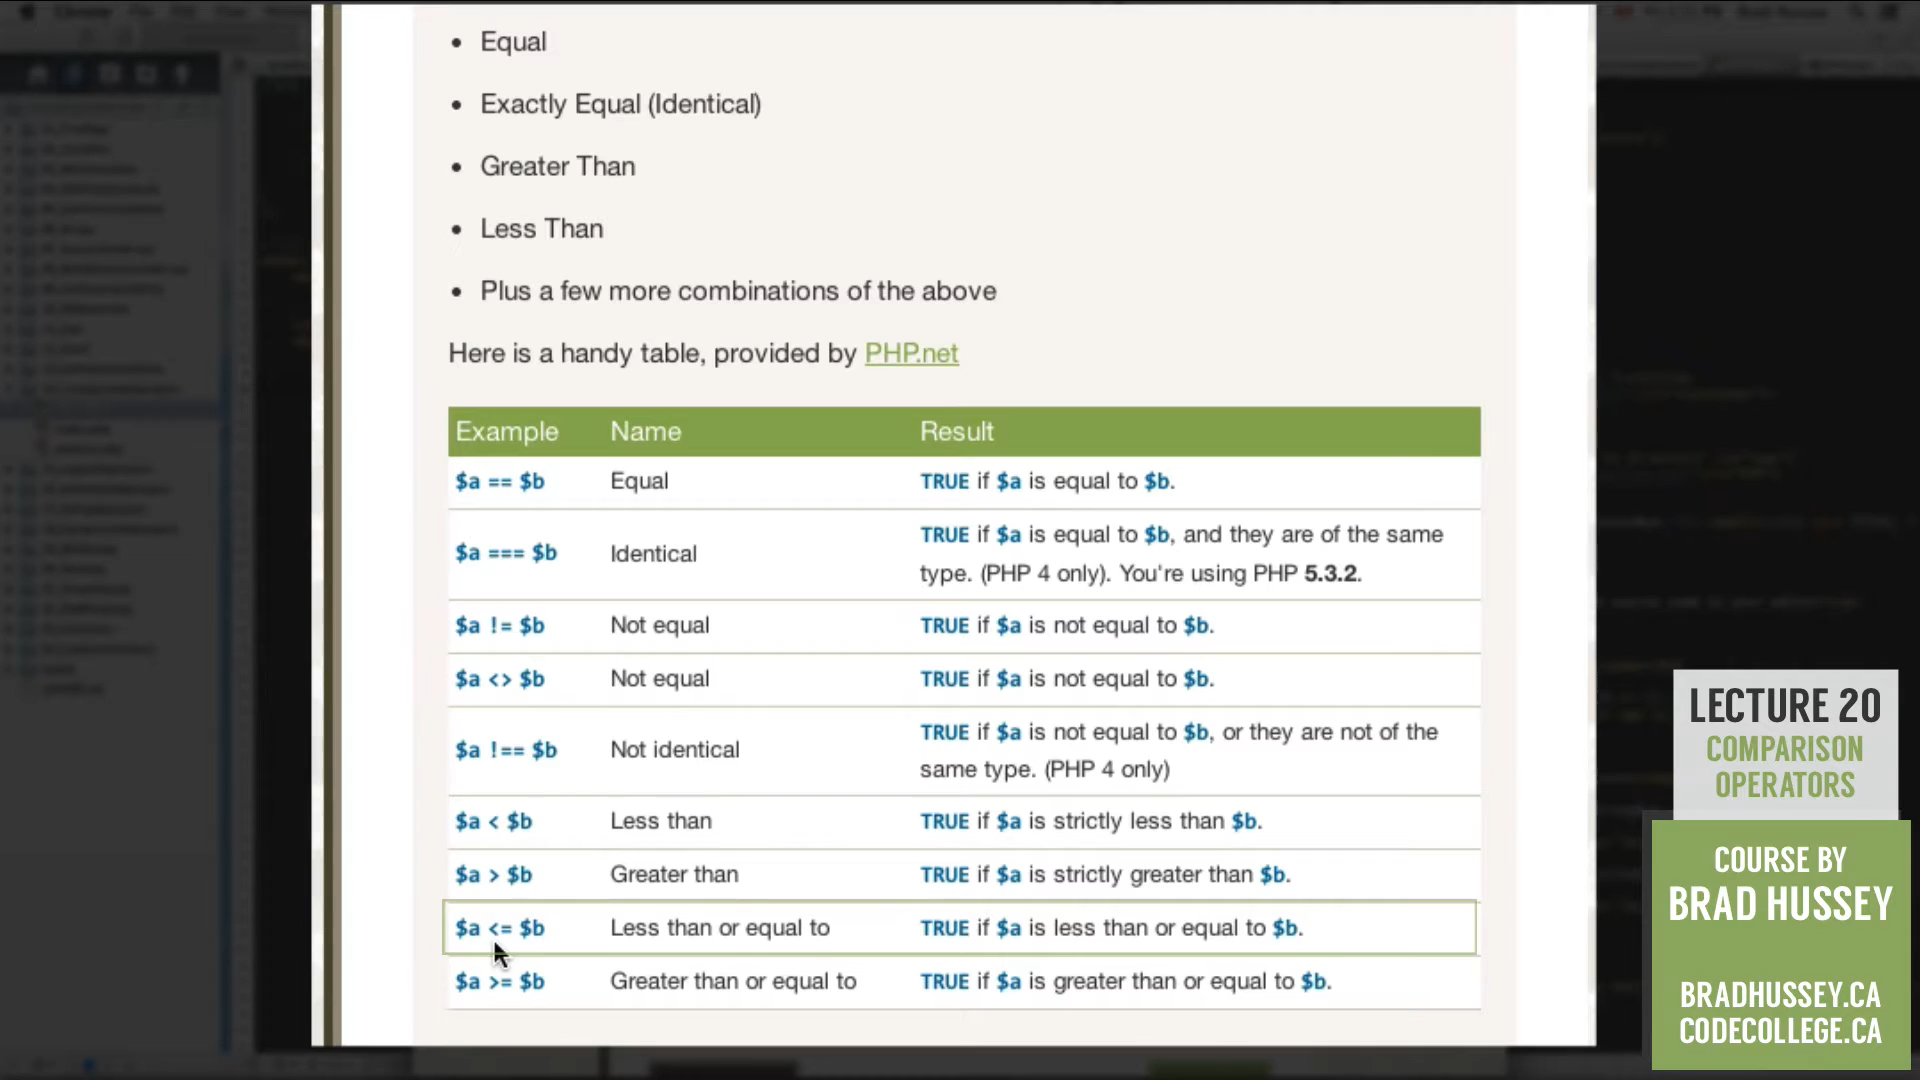 • Equal
• Exactly Equal (Identical)
• Greater Than
• Less Than
• Plus a few more combinations of the above
Here is a handy table, provided by PHP.net
Example Name Result
$a == $b Equal TRUE if $a is equal to $b.
$a === $b Identical TRUE if $a is equal to $b, and they are of the same
type. (PHP 4 only). You're using PHP 5.3.2.
$a != $b Not equal TRUE if $a is not equal to $b.
$a <> $b Not equal TRUE if $a is not equal to $b.
$a !== $b Not identical TRUE if $a is not equal to $b, or they are not of the
same type. (PHP 4 only)
$a < $b Less than TRUE if $a is strictly less than $b.
$a > $b Greater than TRUE if $a is strictly greater than $b.
$a <= $b Less than or equal to TRUE if $a is less than or equal to $b.
$a >= $b Greater than or equal to TRUE if $a is greater than or equal to $b.
LECTURE 20
COMPARISON
OPERATORS
COURSE BY
BRAD HUSSEY
BRADHUSSEY.CA
CODECOLLEGE.CA